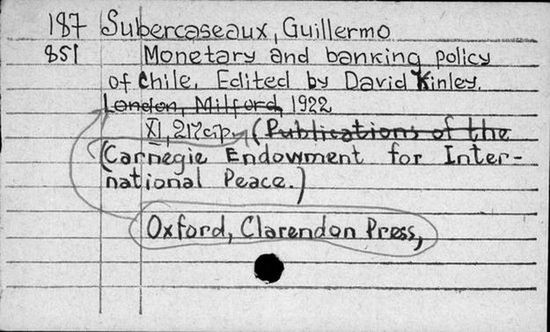 187 Subercaseaux, Guillermo
851 Monetary and banking policy
of Chile. Edited by David Kinley.
London, Milford, 1922
XI, 217 p. (Publications of the
(Carnegie Endowment for Inter-
national Peace.)
Oxford, Clarendon Press,